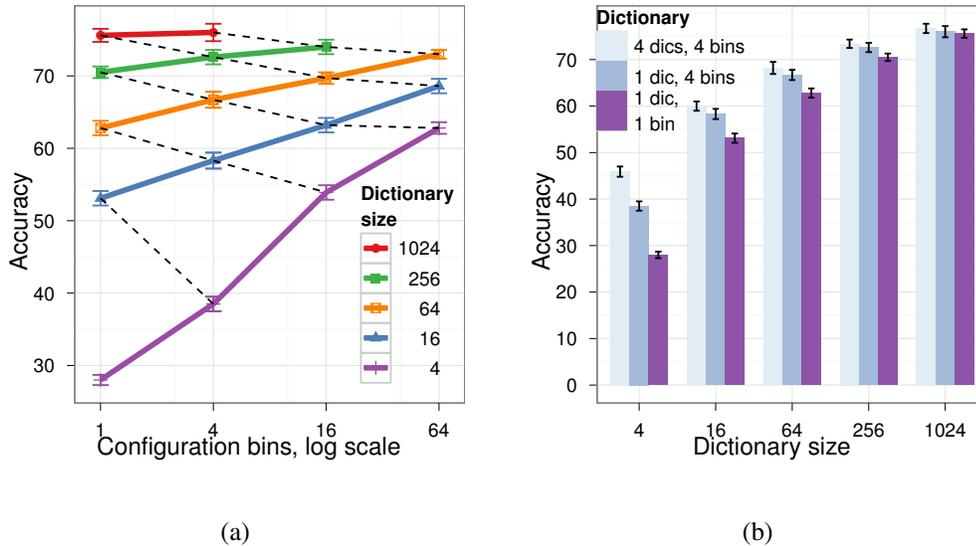 Accuracy
70
60
50
40
30
1
4
16
64
Configuration bins, log scale
Dictionary
size
1024
256
64
16
4
(a)
Dictionary
4 dics, 4 bins
1 dic, 4 bins
1 dic,
1 bin
Accuracy
70
60
50
40
30
20
10
0
4
16
64
256
1024
Dictionary size
(b)